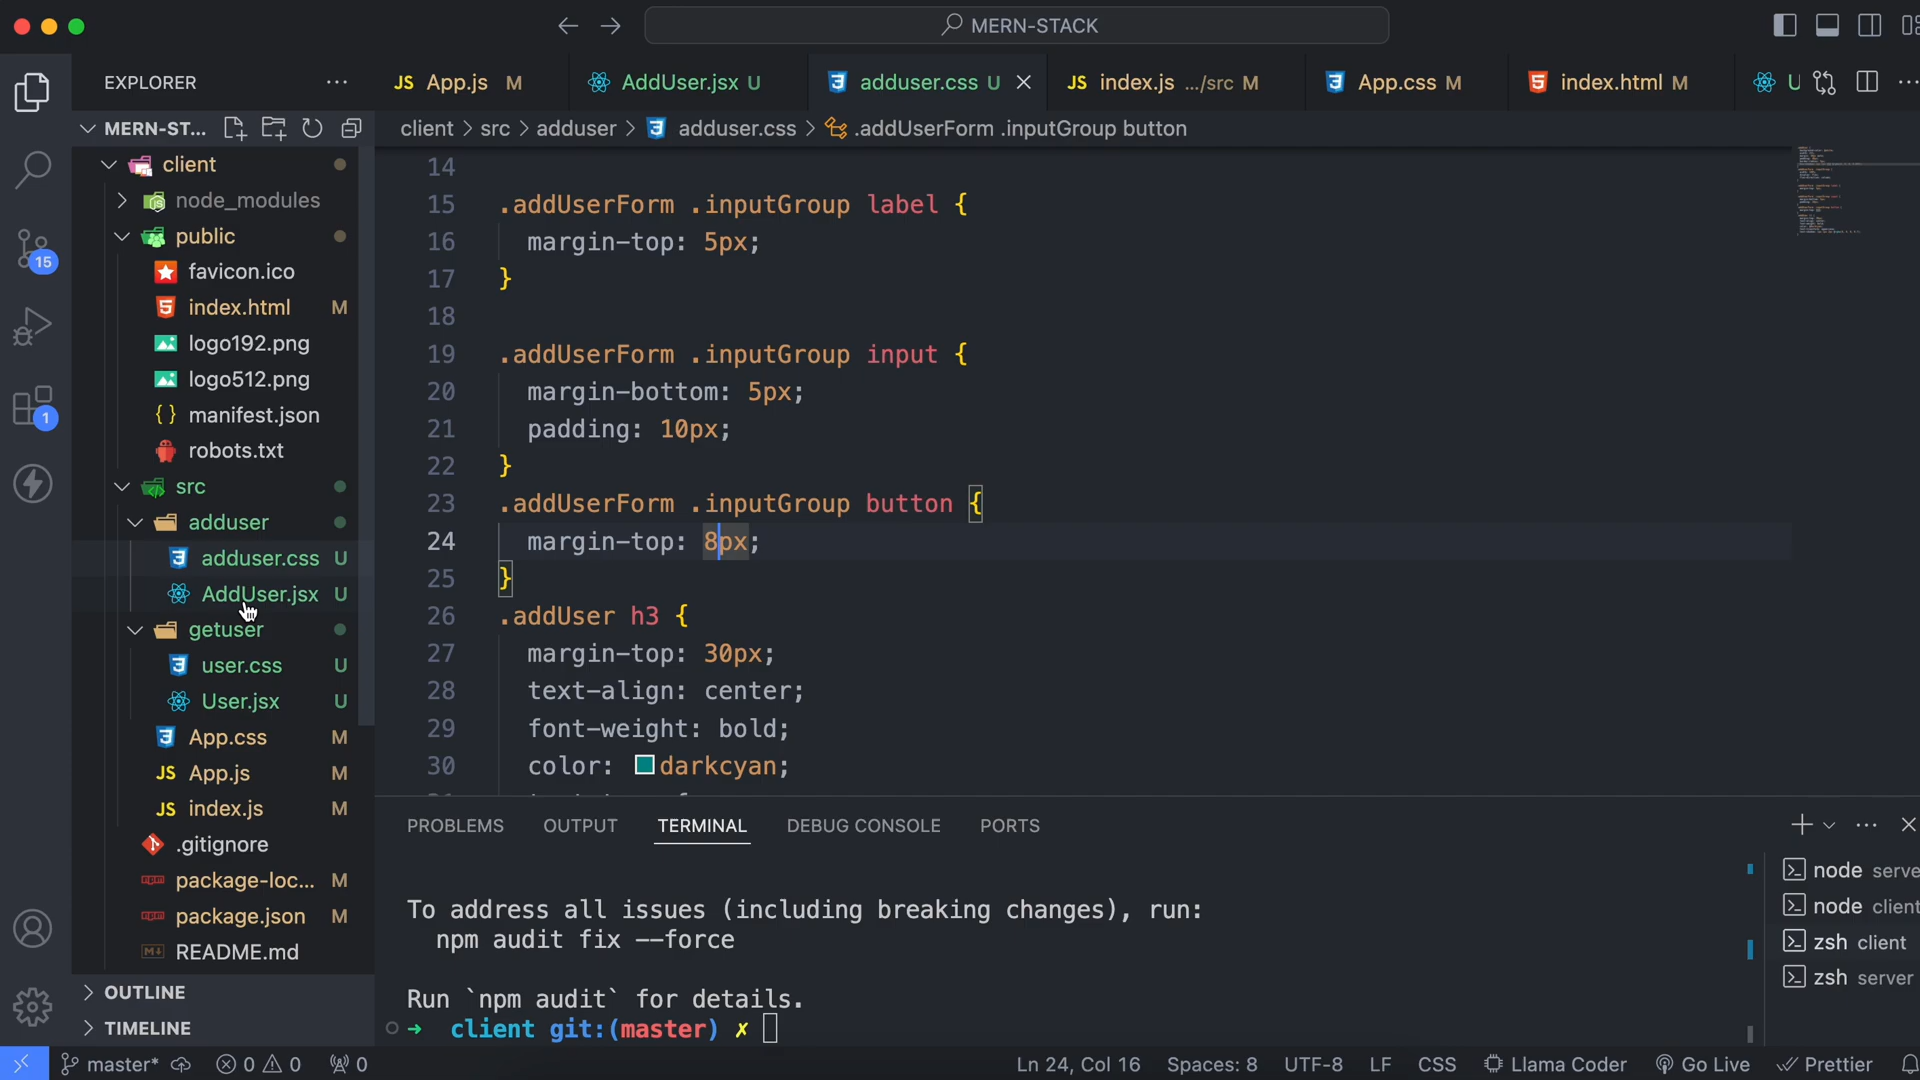 MERN-STACK
EXPLORER
JS App.js M
AddUser.jsx U
adduser.css U
JS index.js .../src M
App.css M
index.html M
U
MERN-ST...
client > src > adduser > adduser.css > .addUserForm .inputGroup button
client
node_modules
public
favicon.ico
index.html M
logo192.png
logo512.png
{} manifest.json
robots.txt
src
adduser
adduser.css U
AddUser.jsx U
getuser
user.css U
User.jsx U
App.css M
JS App.js M
JS index.js M
.gitignore
package-loc... M
package.json M
README.md
OUTLINE
TIMELINE
15
1
14
15 .addUserForm .inputGroup label {
16 margin-top: 5px;
17 }
18
19 .addUserForm .inputGroup input {
20 margin-bottom: 5px;
21 padding: 10px;
22 }
23 .addUserForm .inputGroup button {
24 margin-top: 8px;
25 }
26 .addUser h3 {
27 margin-top: 30px;
28 text-align: center;
29 font-weight: bold;
30 color: darkcyan;
PROBLEMS OUTPUT TERMINAL DEBUG CONSOLE PORTS
To address all issues (including breaking changes), run:
npm audit fix --force
Run `npm audit` for details.
➜ client git:(master) ✗
node serve
node client
zsh client
zsh server
master* 0 0 0
Ln 24, Col 16 Spaces: 8 UTF-8 LF CSS Llama Coder Go Live Prettier